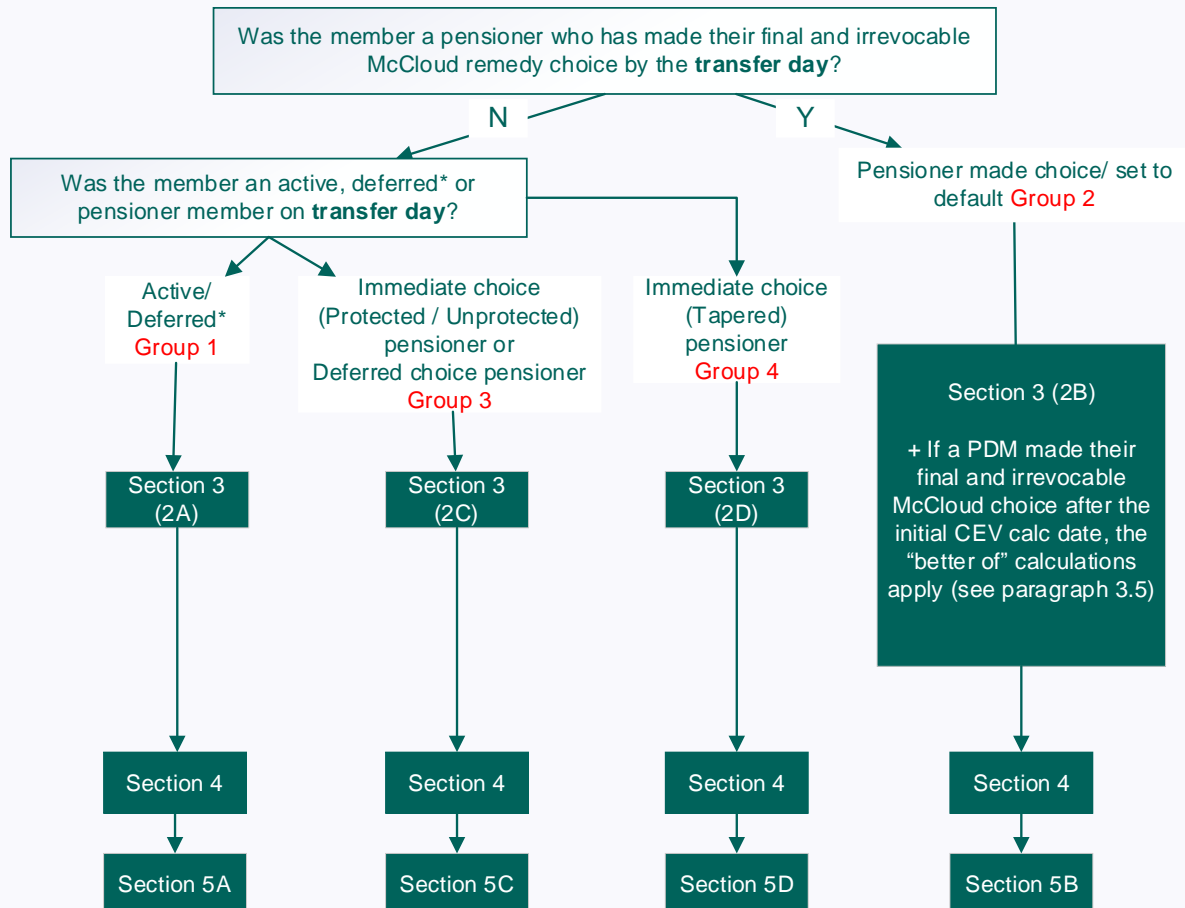 Was the member a pensioner who has made their final and irrevocable
McCloud remedy choice by the transfer day?
N
Y
Was the member an active, deferred* or
pensioner member on transfer day?
Pensioner made choice/ set to
default Group 2
Active/
Deferred*
Group 1
Immediate choice
(Protected / Unprotected)
pensioner or
Deferred choice pensioner
Group 3
Immediate choice
(Tapered)
pensioner
Group 4
Section 3 (2B)
+ If a PDM made their
final and irrevocable
McCloud choice after the
initial CEV calc date, the
“better of” calculations
apply (see paragraph 3.5)
Section 3
(2A)
Section 3
(2C)
Section 3
(2D)
Section 4
Section 4
Section 4
Section 4
Section 5A
Section 5C
Section 5D
Section 5B